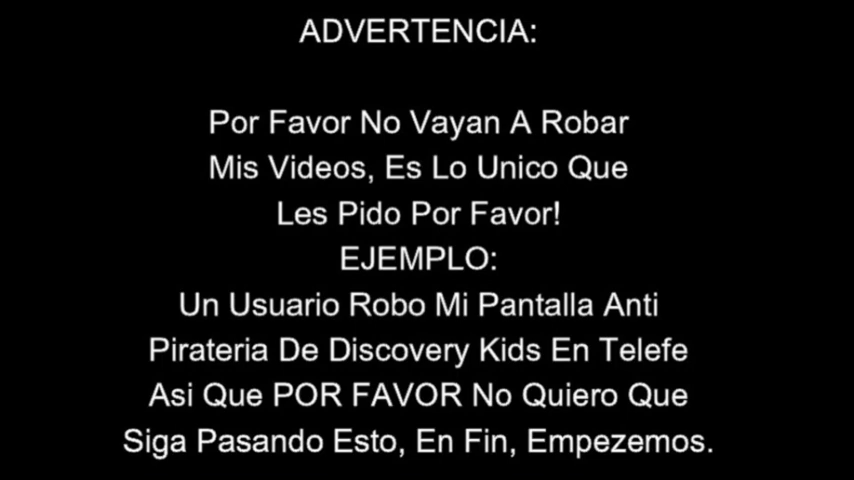 ADVERTENCIA:
Por Favor No Vayan A Robar
Mis Videos, Es Lo Unico Que
Les Pido Por Favor!
EJEMPLO:
Un Usuario Robo Mi Pantalla Anti
Pirateria De Discovery Kids En Telefe
Asi Que POR FAVOR No Quiero Que
Siga Pasando Esto, En Fin, Empezemos.